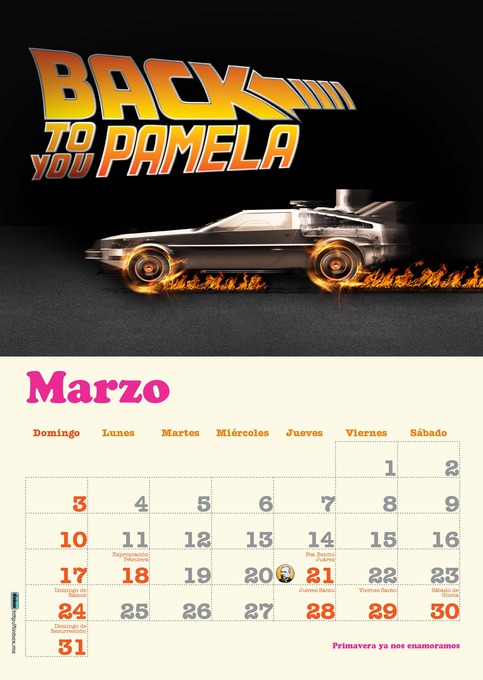 BACK
TO
YOU PAMELA
Marzo
Domingo Lunes Martes Miércoles Jueves Viernes Sábado
1 2
3 4 5 6 7 8 9
10 11 12 13 14 15 16
Expropiación
Petrolera
Nat. Benito
Juárez
17 18 19 20 21 22 23
Domingo de
Ramos
Jueves Santo
Viernes Santo
Sábado de
Gloria
24 25 26 27 28 29 30
Domingo de
Resurrección
31
Primavera ya nos enamoramos